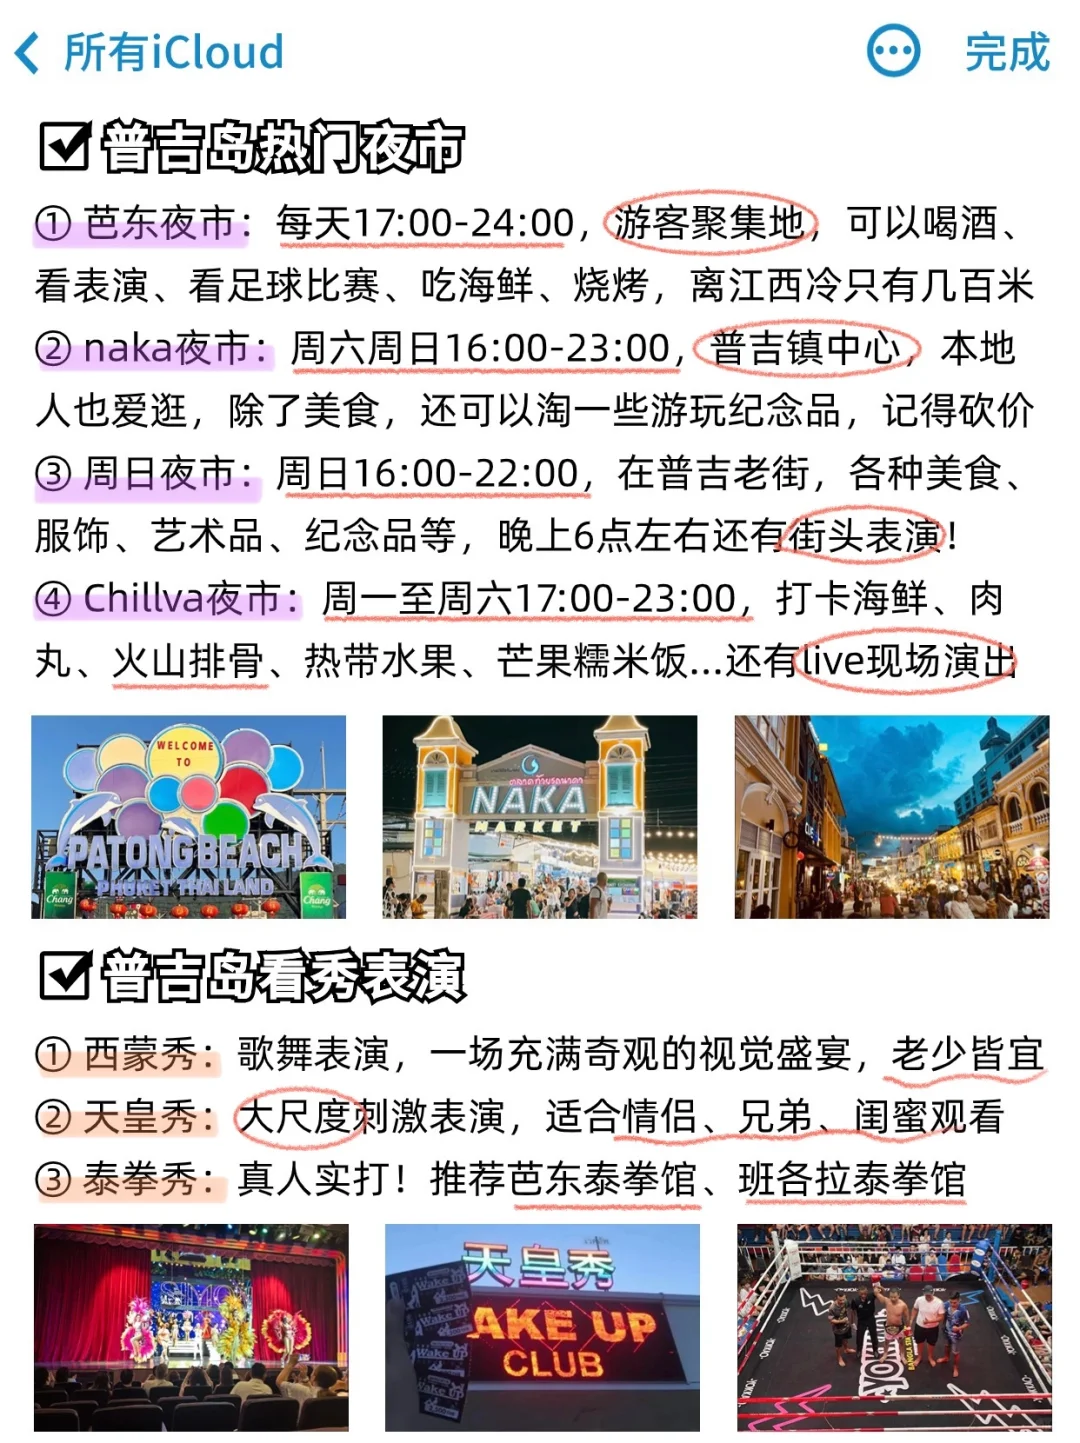 所有iCloud
完成
普吉岛热门夜市
① 芭东夜市：每天17:00-24:00，游客聚集地，可以喝酒、
看表演、看足球比赛、吃海鲜、烧烤，离江西冷只有几百米
② naka夜市：周六周日16:00-23:00，普吉镇中心，本地
人也爱逛，除了美食，还可以淘一些游玩纪念品，记得砍价
③ 周日夜市：周日16:00-22:00，在普吉老街，各种美食、
服饰、艺术品、纪念品等，晚上6点左右还有街头表演！
④ Chillva夜市：周一至周六17:00-23:00，打卡海鲜、肉
丸、火山排骨、热带水果、芒果糯米饭...还有live现场演出
WELCOME
TO
PATONG BEACH
PHUKET THAILAND
Chang
Chang
NAKA
MARKET
普吉岛看秀表演
① 西蒙秀：歌舞表演，一场充满奇观的视觉盛宴，老少皆宜
② 天皇秀：大尺度刺激表演，适合情侣、兄弟、闺蜜观看
③ 泰拳秀：真人实打！推荐芭东泰拳馆、班各拉泰拳馆
天皇秀
AKE UP
CLUB
Wake UP
Wake UP
Wake UP
Wake UP